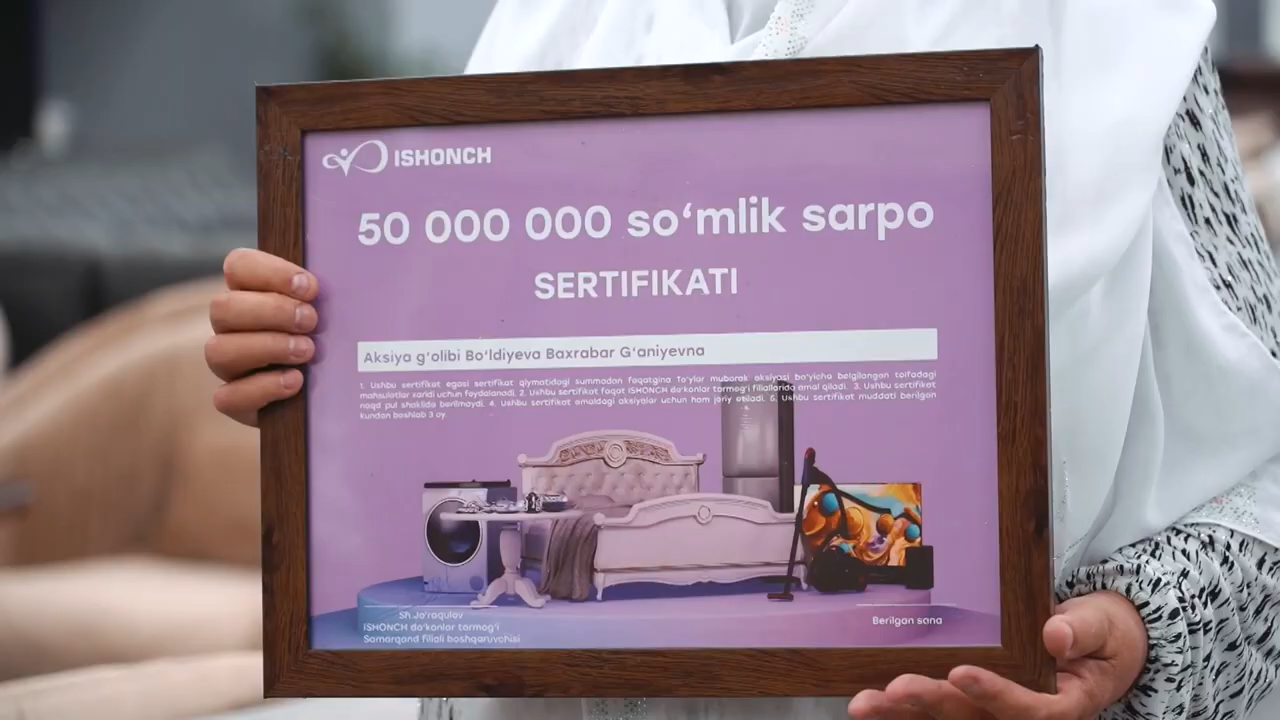 ISHONCH
50 000 000 so‘mlik sarpo
SERTIFIKATI
Aksiya g‘olibi Bo‘ldiyeva Baxrabar G‘aniyevna
1. Ushbu sertifikat egasi sertifikat qiymatidagi summadan faqatgina To‘ylar muborak aksiyasi bo‘yicha belgilangan toifadagi
mahsulotlar xaridi uchun foydalanadi. 2. Ushbu sertifikat faqat ISHONCH do‘konlar tarmog‘i filiallarida amal qiladi. 3. Ushbu sertifikat
naqd pul shaklida berilmaydi. 4. Ushbu sertifikat amaldagi aksiyalar uchun ham joriy etiladi. 5. Ushbu sertifikat muddati berilgan
kundan boshlab 3 oy.
Sh.Jo‘raqulov
ISHONCH do‘konlar tarmog‘i
Samarqand filiali boshqaruvchisi
Berilgan sana